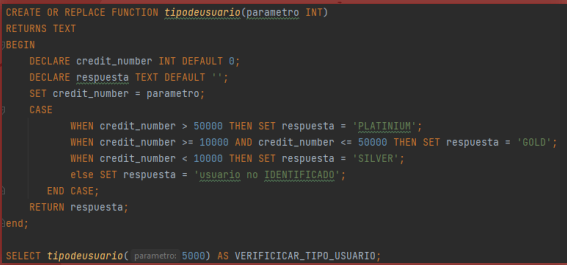 CREATE OR REPLACE FUNCTION tipodeusuario(parametro INT)
RETURNS TEXT
BEGIN
    DECLARE credit_number INT DEFAULT 0;
    DECLARE respuesta TEXT DEFAULT '';
    SET credit_number = parametro;
    CASE
            WHEN credit_number > 50000 THEN SET respuesta = 'PLATINIUM';
            WHEN credit_number >= 10000 AND credit_number <= 50000 THEN SET respuesta = 'GOLD';
            WHEN credit_number < 10000 THEN SET respuesta = 'SILVER';
            else SET respuesta = 'usuario no IDENTIFICADO';
        END CASE;
    RETURN respuesta;
end;
SELECT tipodeusuario( parametro: 5000) AS VERIFICICAR_TIPO_USUARIO;